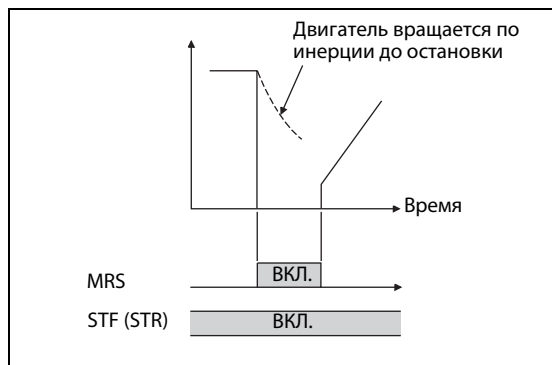 Двигатель вращается по
инерции до остановки
Время
MRS
ВКЛ.
STF (STR)
ВКЛ.